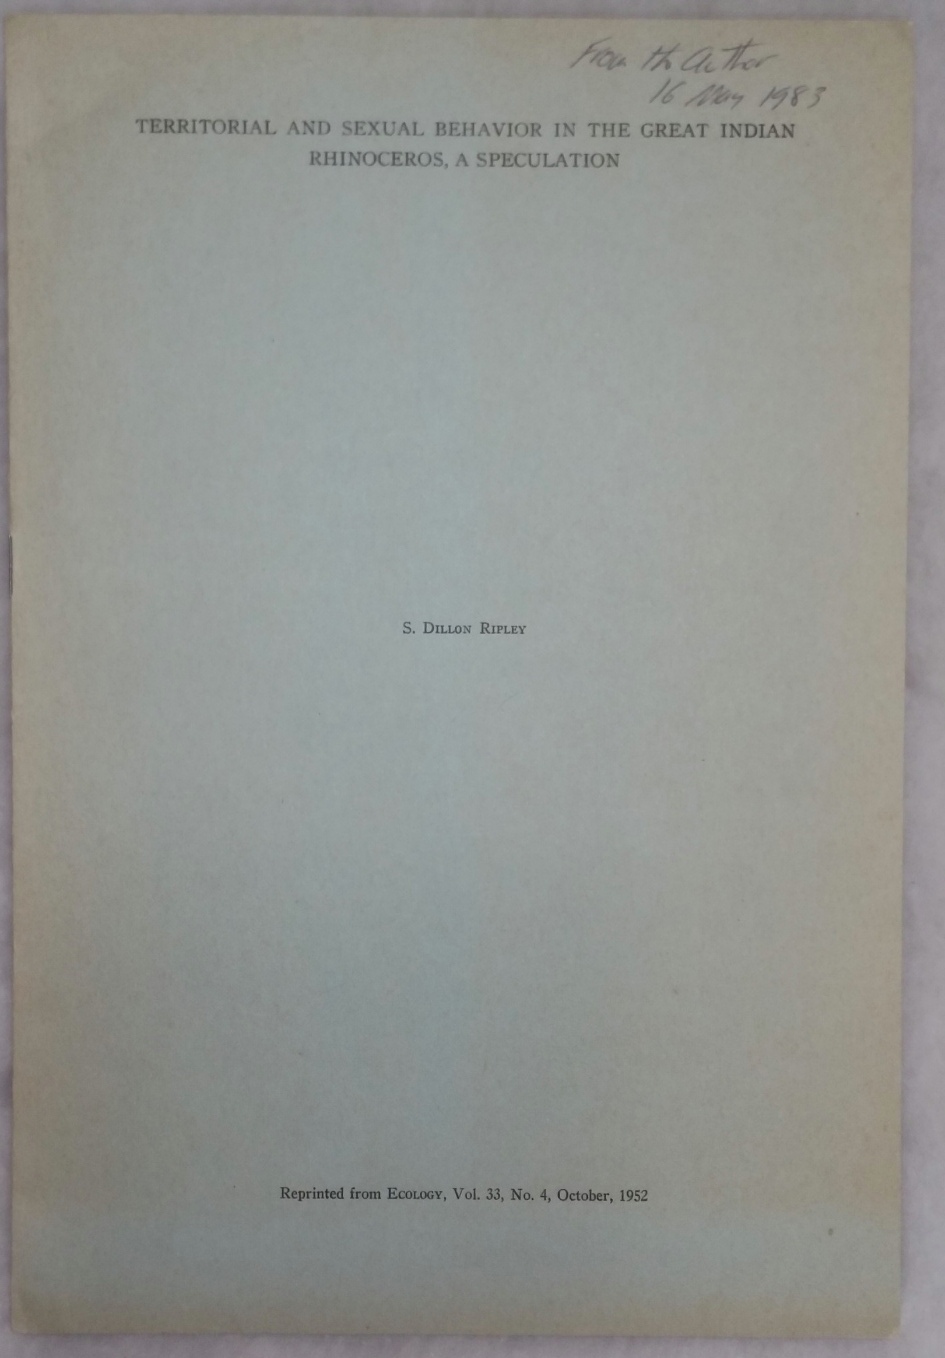 From the Author
16 May 1983
TERRITORIAL AND SEXUAL BEHAVIOR IN THE GREAT INDIAN
RHINOCEROS, A SPECULATION
S. DILLON RIPLEY
Reprinted from ECOLOGY, Vol. 33, No. 4, October, 1952